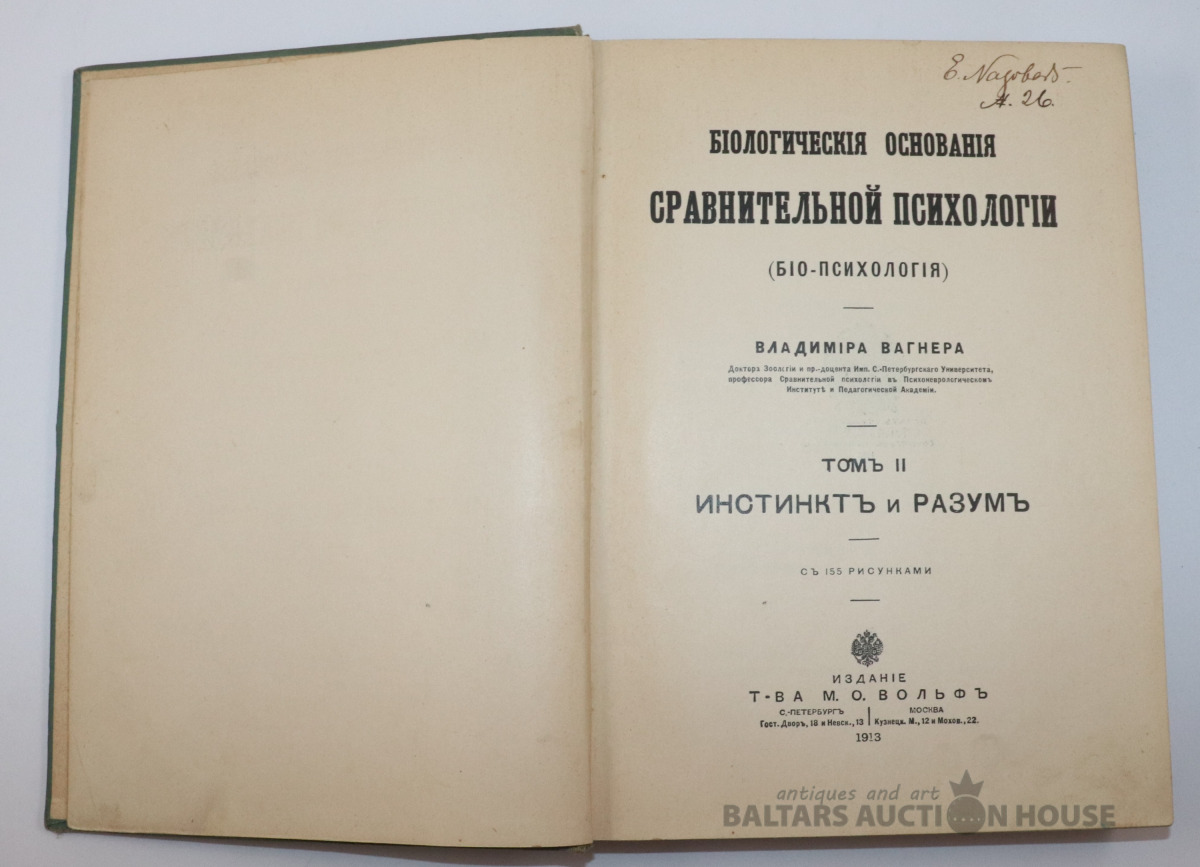 А. 26.
БІОЛОГИЧЕСКІЯ ОСНОВАНІЯ
СРАВНИТЕЛЬНОЙ ПСИХОЛОГІИ
(БІО-ПСИХОЛОГІЯ)
ВЛАДИМІРА ВАГНЕРА
Доктора Зоологіи и пр.-доцента Имп. С.-Петербургскаго Университета,
профессора Сравнительной психологіи въ Психоневрологическомъ
Институтѣ и Педагогической Академіи.
ТОМЪ II
ИНСТИНКТЪ и РАЗУМЪ
СЪ 155 РИСУНКАМИ
ИЗДАНІЕ
Т-ВА М. О. ВОЛЬФЪ
С.-ПЕТЕРБУРГЪ | МОСКВА
Гост. Дворъ, 18 и Невск., 13 | Кузнецк. М., 12 и Мохов., 22.
1913
antiques and art
BALTARS AUCTION HOUSE